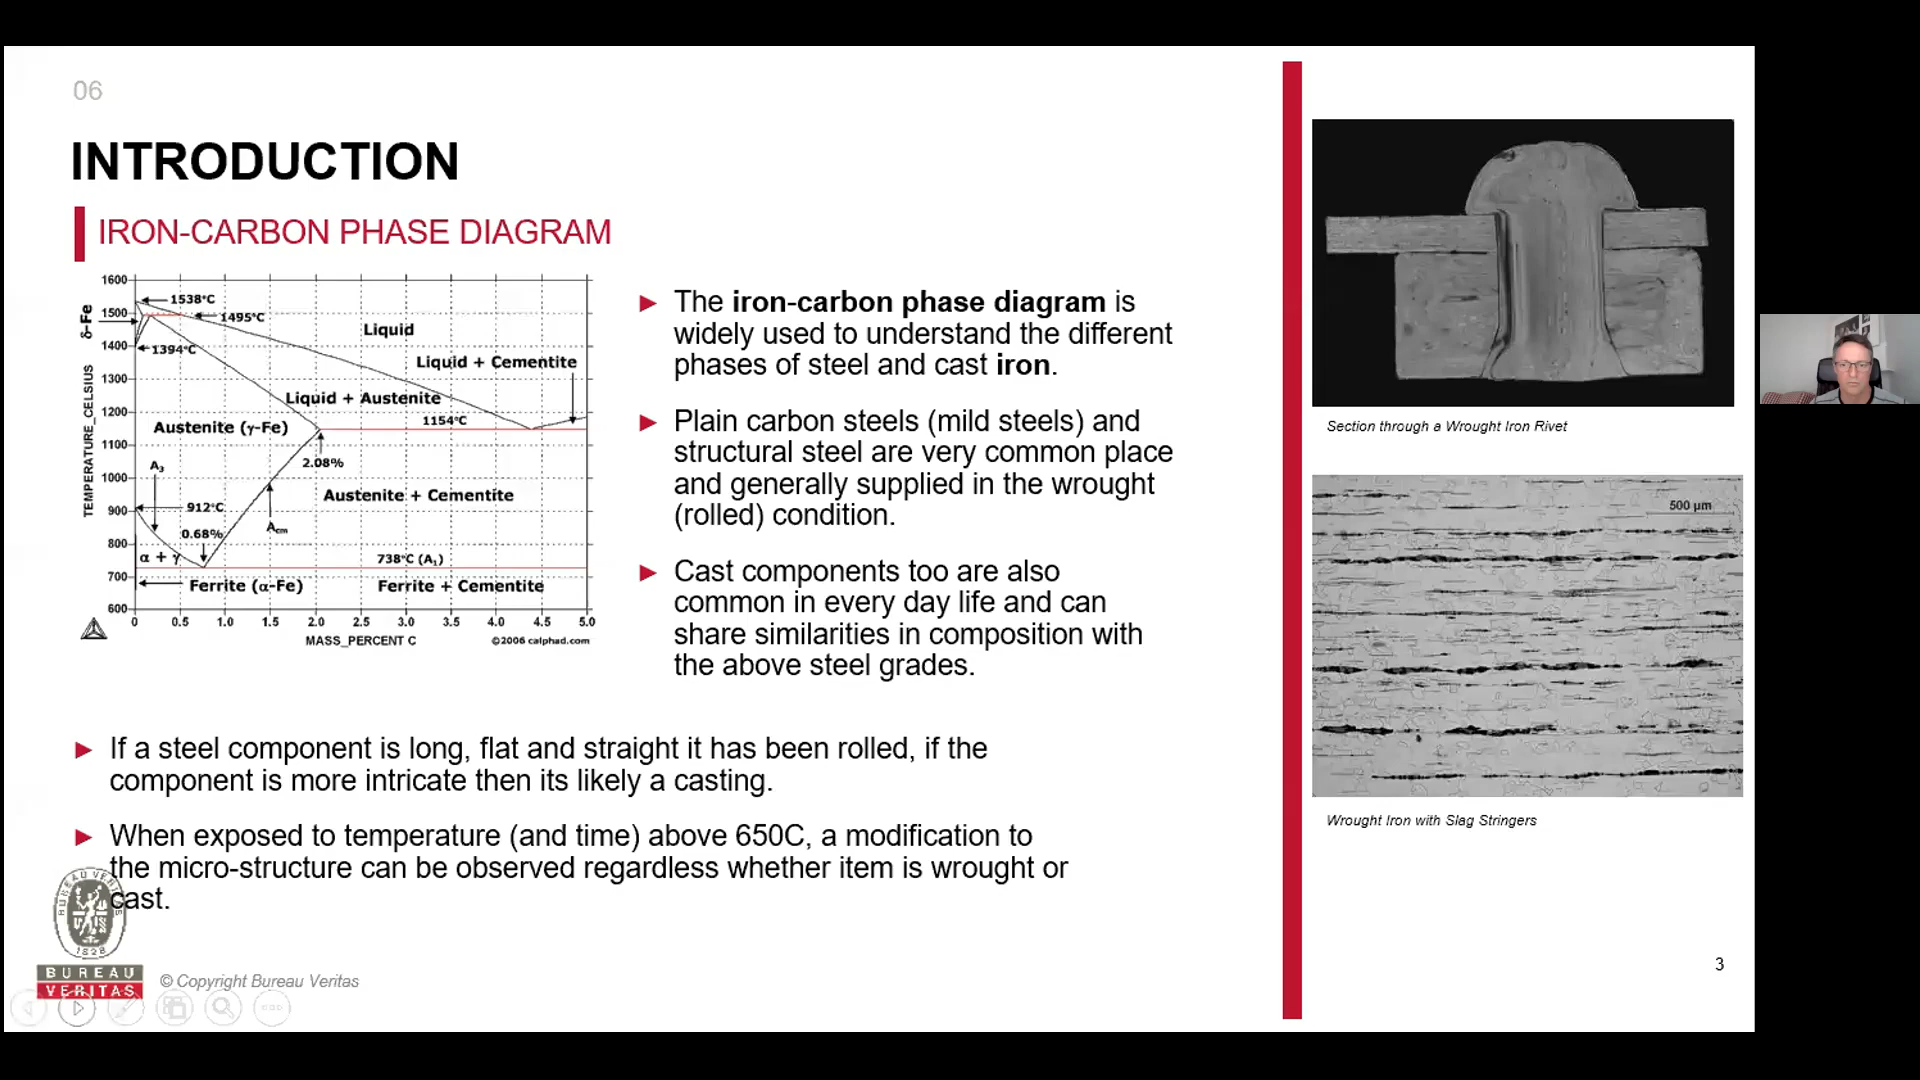 06
INTRODUCTION
IRON-CARBON PHASE DIAGRAM
1600
1500
1400
1300
1200
1100
1000
900
800
700
600
TEMPERATURE_CELSIUS
δ-Fe
1538°C
1495°C
1394°C
Liquid
Liquid + Cementite
Liquid + Austenite
1154°C
Austenite (γ-Fe)
2.08%
A3
Austenite + Cementite
912°C
Acm
0.68%
α + γ
738°C (A1)
Ferrite (α-Fe)
Ferrite + Cementite
0 0.5 1.0 1.5 2.0 2.5 3.0 3.5 4.0 4.5 5.0
MASS_PERCENT C
©2006 calphad.com
► The iron-carbon phase diagram is
widely used to understand the different
phases of steel and cast iron.
► Plain carbon steels (mild steels) and
structural steel are very common place
and generally supplied in the wrought
(rolled) condition.
► Cast components too are also
common in every day life and can
share similarities in composition with
the above steel grades.
► If a steel component is long, flat and straight it has been rolled, if the
component is more intricate then its likely a casting.
► When exposed to temperature (and time) above 650C, a modification to
the micro-structure can be observed regardless whether item is wrought or
cast.
Section through a Wrought Iron Rivet
500 µm
Wrought Iron with Slag Stringers
1828
BUREAU
VERITAS
© Copyright Bureau Veritas
3